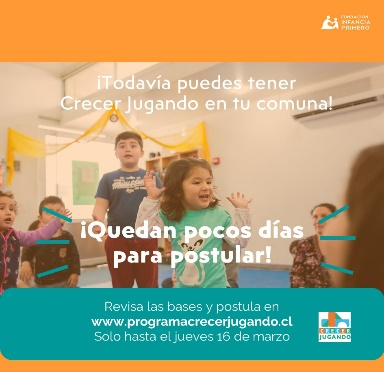 FUNDACIÓN
INFANCIA
PRIMERO
¡Todavía puedes tener
Crecer Jugando en tu comuna!
¡Quedan pocos días
para postular!
Revisa las bases y postula en
www.programacrecerjugando.cl
Solo hasta el jueves 16 de marzo
CRECER
JUGANDO